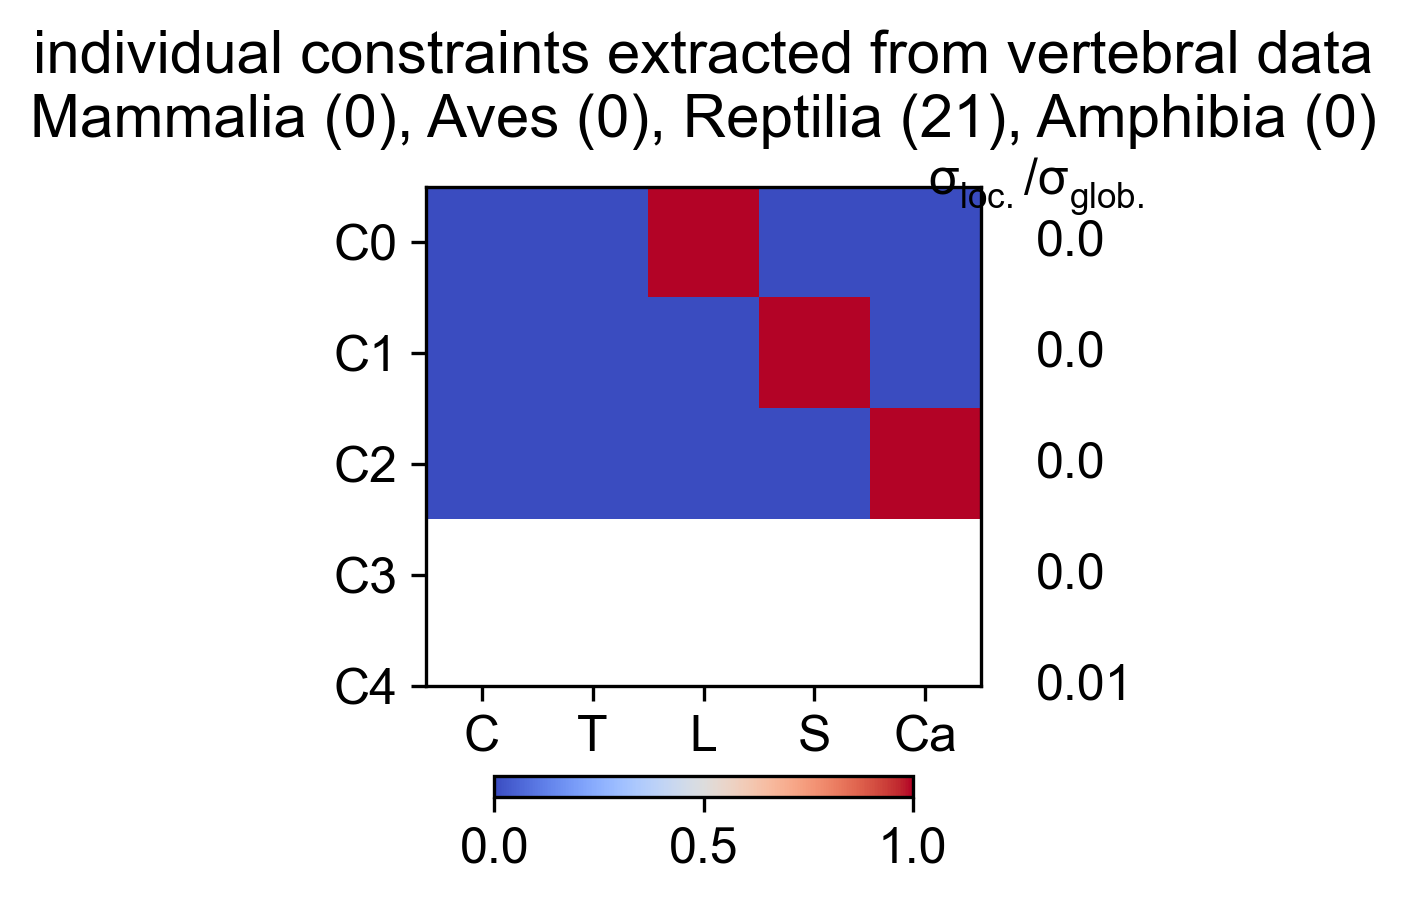 individual constraints extracted from vertebral data
Mammalia (0), Aves (0), Reptilia (21), Amphibia (0)
σloc. /σglob.
C0 0.0
C1 0.0
C2 0.0
C3 0.0
C4 0.01
C T L S Ca
0.0 0.5 1.0